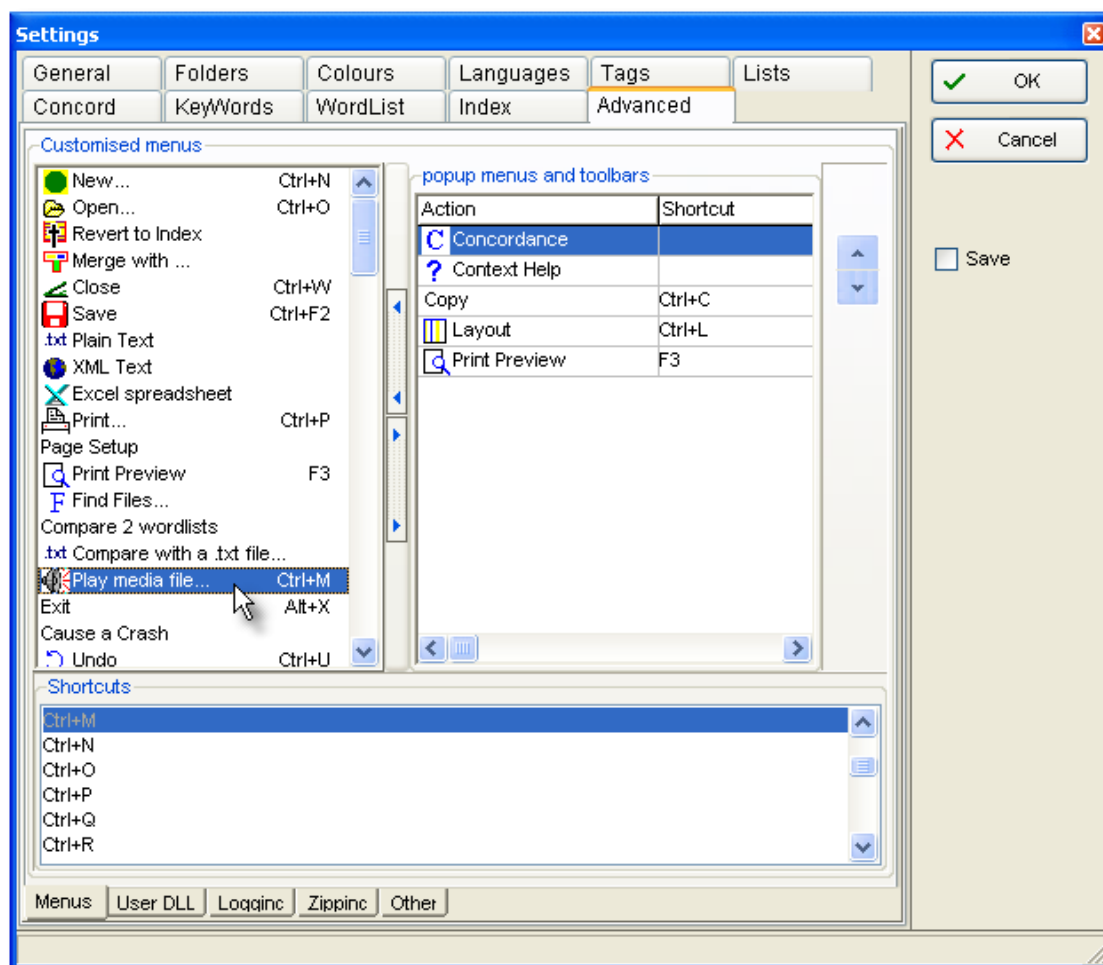 Settings
General Folders Colours Languages Tags Lists
Concord KeyWords WordList Index Advanced
OK
Cancel
Save
Customised menus
New... Ctrl+N
Open... Ctrl+O
Revert to Index
Merge with ...
Close Ctrl+W
Save Ctrl+F2
.txt Plain Text
XML Text
Excel spreadsheet
Print... Ctrl+P
Page Setup
Print Preview F3
F Find Files...
Compare 2 wordlists
.txt Compare with a .txt file...
Play media file... Ctrl+M
Exit Alt+X
Cause a Crash
Undo Ctrl+U
popup menus and toolbars
Action Shortcut
C Concordance
? Context Help
Copy Ctrl+C
Layout Ctrl+L
Print Preview F3
Shortcuts
Ctrl+M
Ctrl+N
Ctrl+O
Ctrl+P
Ctrl+Q
Ctrl+R
Menus User DLL Logging Zipping Other